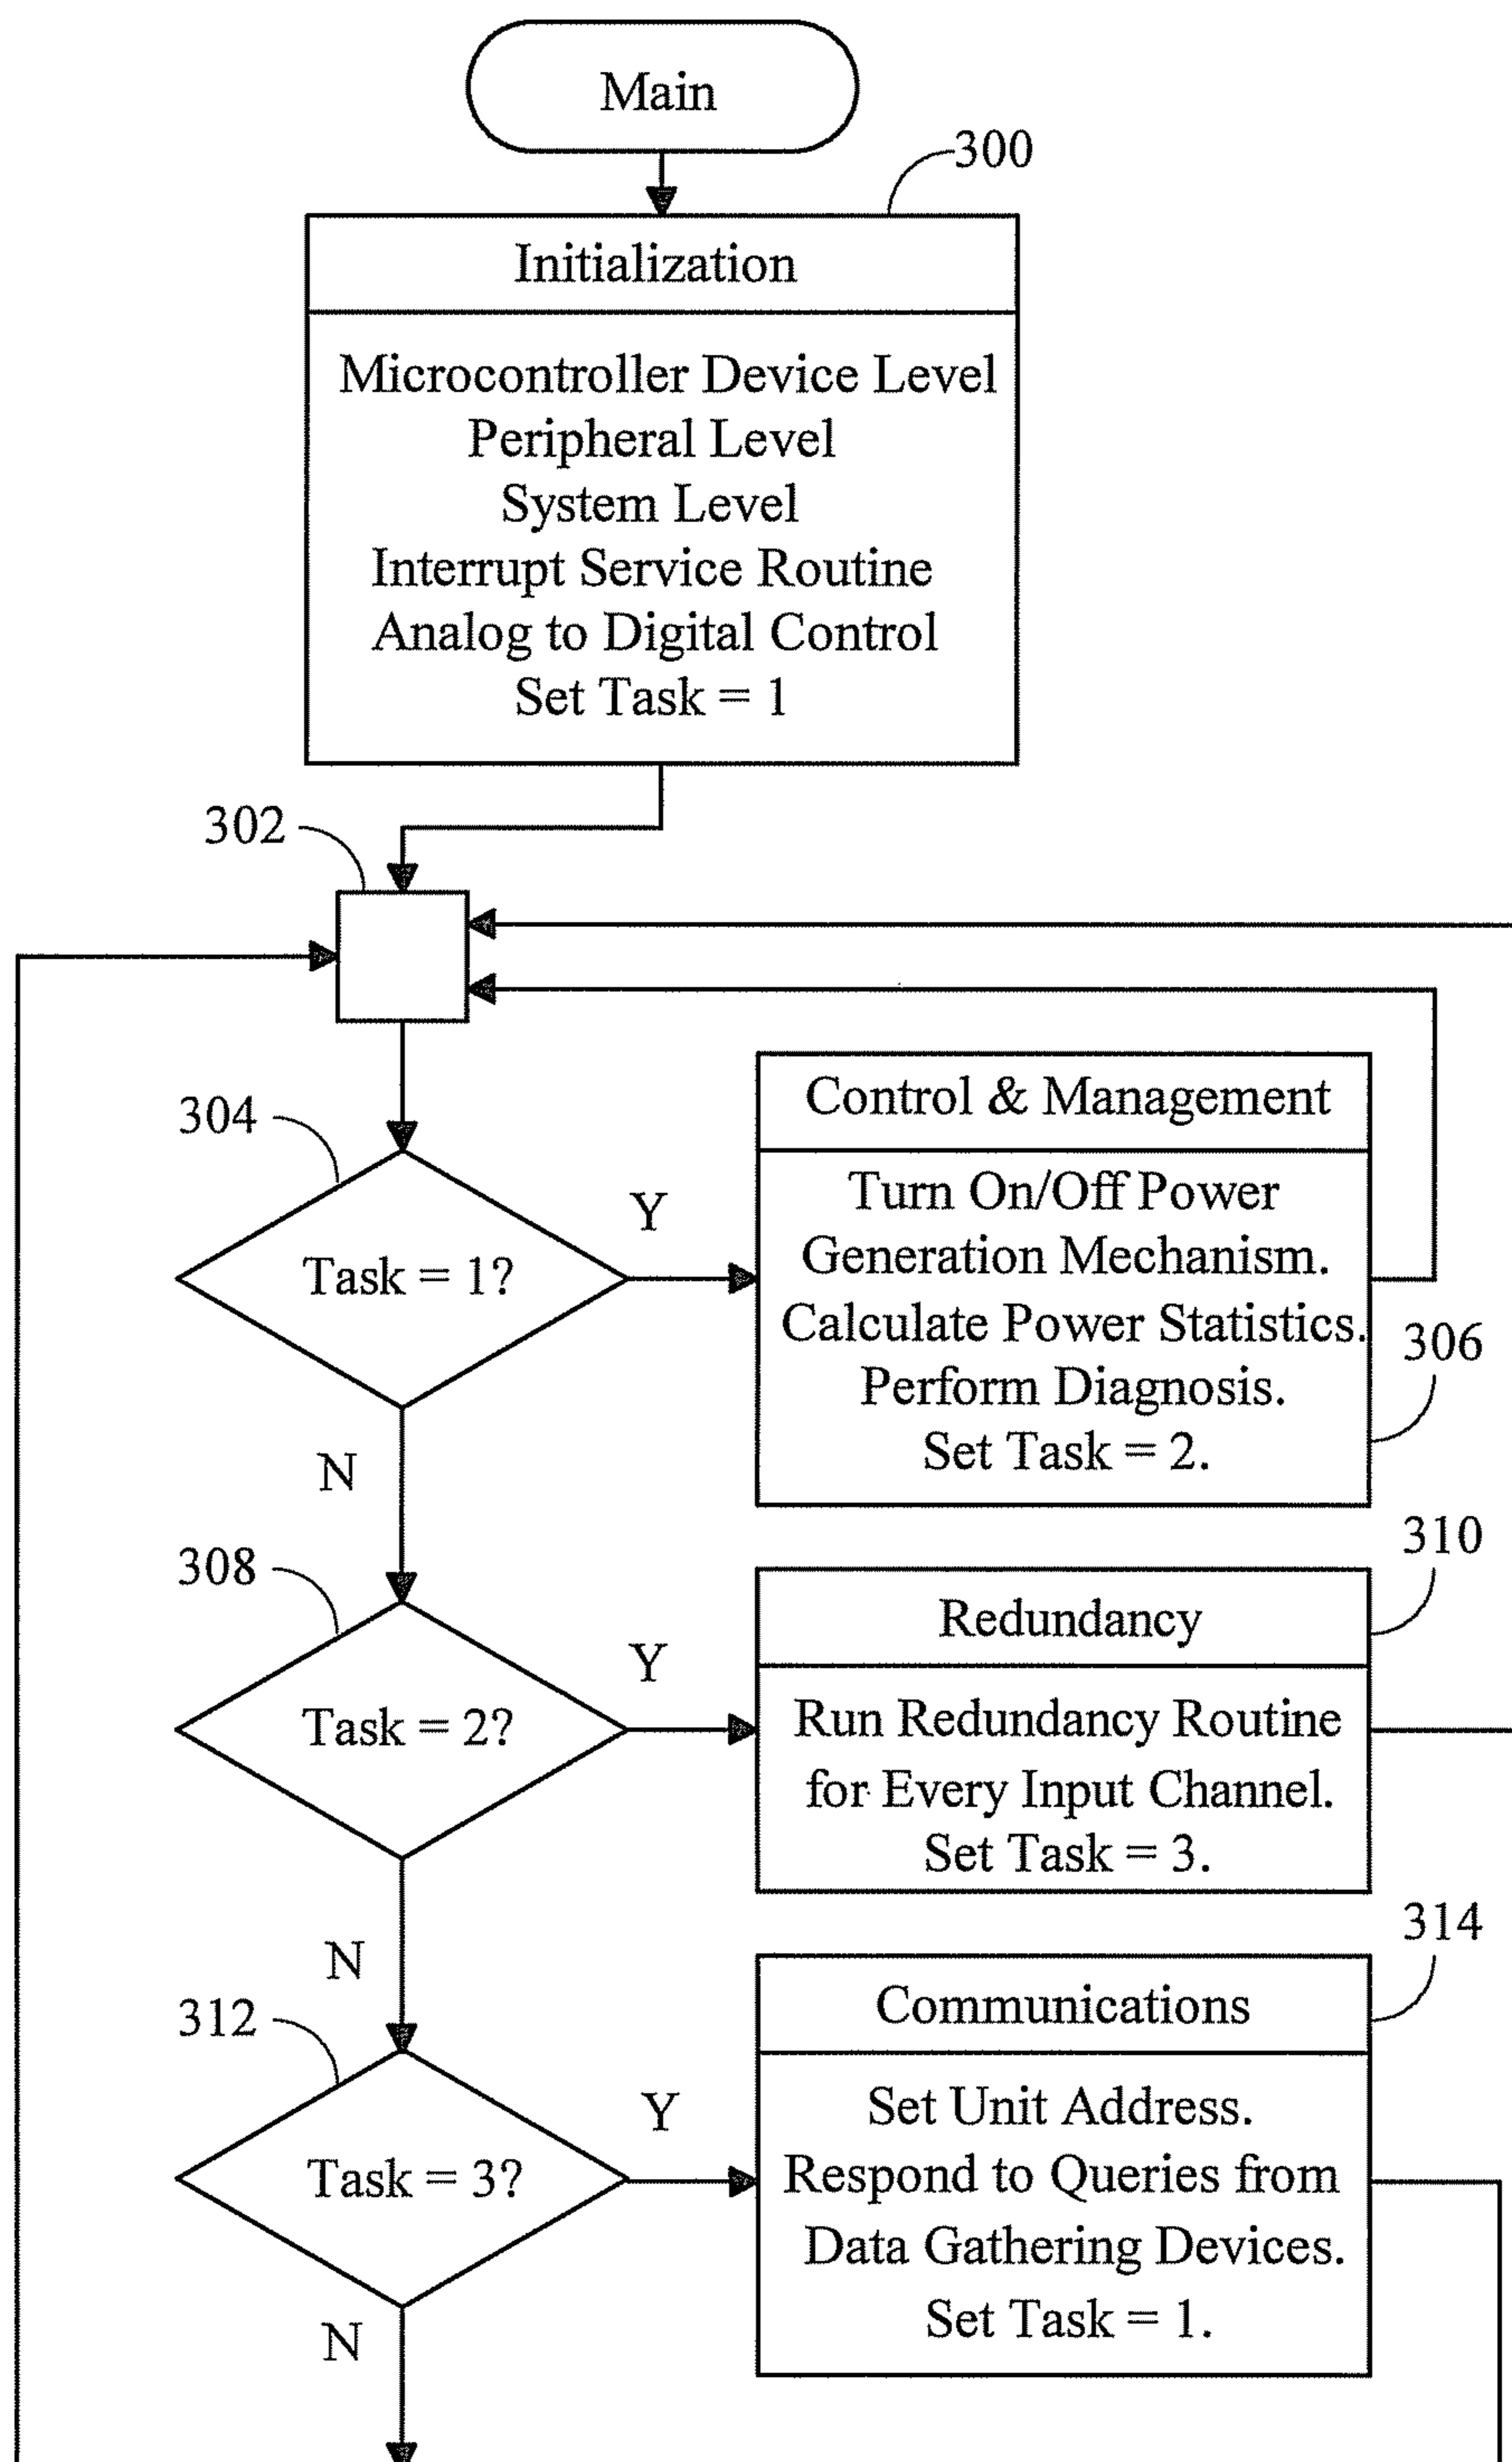 Main
300
Initialization
Microcontroller Device Level
Peripheral Level
System Level
Interrupt Service Routine
Analog to Digital Control
Set Task = 1
302
304
Task = 1?
Y
N
Control & Management
Turn On/Off Power
Generation Mechanism.
Calculate Power Statistics.
Perform Diagnosis.
Set Task = 2.
306
308
Task = 2?
Y
N
Redundancy
Run Redundancy Routine
for Every Input Channel.
Set Task = 3.
310
312
Task = 3?
Y
N
Communications
Set Unit Address.
Respond to Queries from
Data Gathering Devices.
Set Task = 1.
314